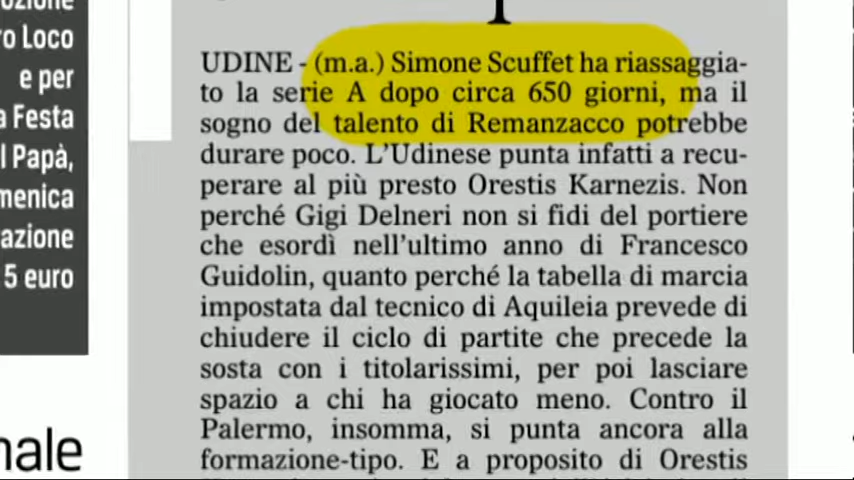 ro Loco
e per
a Festa
l Papà,
menica
azione
5 euro
nale
UDINE - (m.a.) Simone Scuffet ha riassaggia-
to la serie A dopo circa 650 giorni, ma il
sogno del talento di Remanzacco potrebbe
durare poco. L'Udinese punta infatti a recu-
perare al più presto Orestis Karnezis. Non
perché Gigi Delneri non si fidi del portiere
che esordì nell'ultimo anno di Francesco
Guidolin, quanto perché la tabella di marcia
impostata dal tecnico di Aquileia prevede di
chiudere il ciclo di partite che precede la
sosta con i titolarissimi, per poi lasciare
spazio a chi ha giocato meno. Contro il
Palermo, insomma, si punta ancora alla
formazione-tipo. E a proposito di Orestis